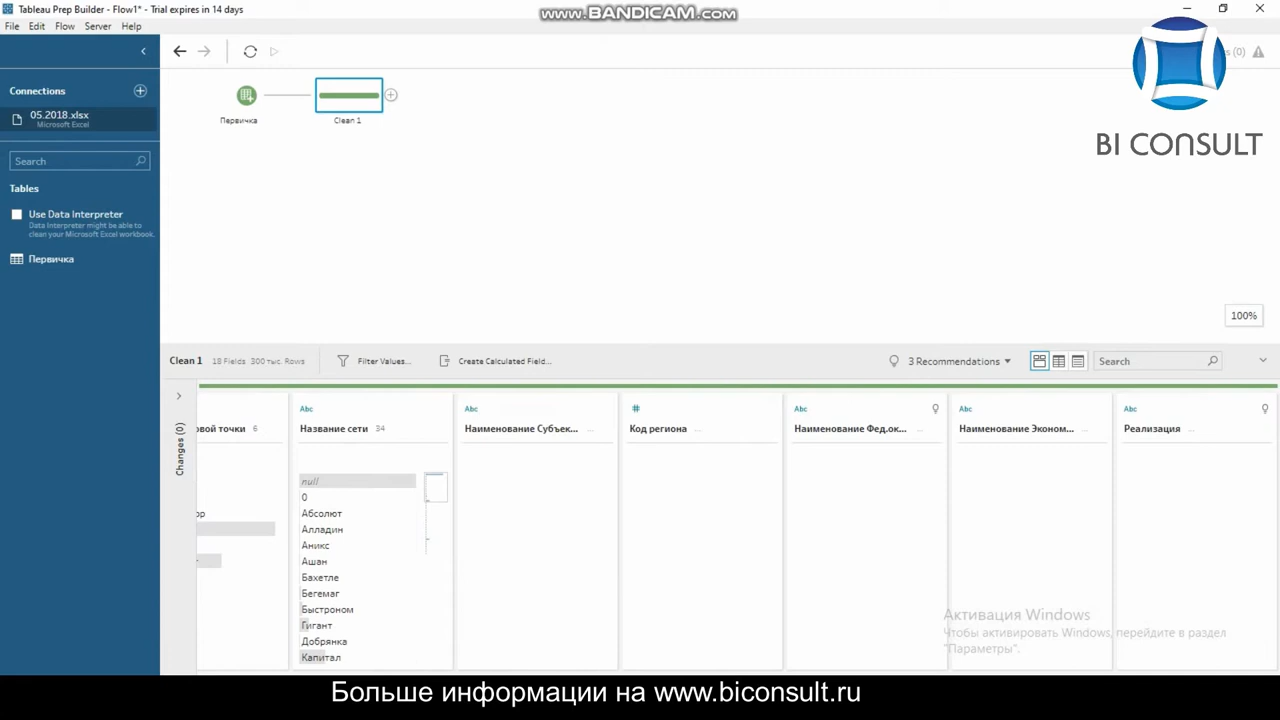 Tableau Prep Builder - Flow1* - Trial expires in 14 days
www.BANDICAM.com
File Edit Flow Server Help
s (0)
BI CONSULT
Connections
05.2018.xlsx
Microsoft Excel
Первичка
Clean 1
Search
Tables
Use Data Interpreter
Data Interpreter might be able to
clean your Microsoft Excel workbook.
Первичка
100%
Clean 1 18 Fields 300 тыс. Rows Filter Values... Create Calculated Field... 3 Recommendations Search
Changes (0)
Abc Abc # Abc Abc Abc
овой точки 6 Название сети 34 Наименование Субъек... ... Код региона ... Наименование Фед.ок... ... Наименование Эконом... ... Реализация ...
null
0
ор Абсолют
Алладин
Аникс
Ашан
Бахетле
Бегемаг
Быстроном
Гигант
Добрянка
Капитал
Активация Windows
Чтобы активировать Windows, перейдите в раздел
"Параметры".
Больше информации на www.biconsult.ru